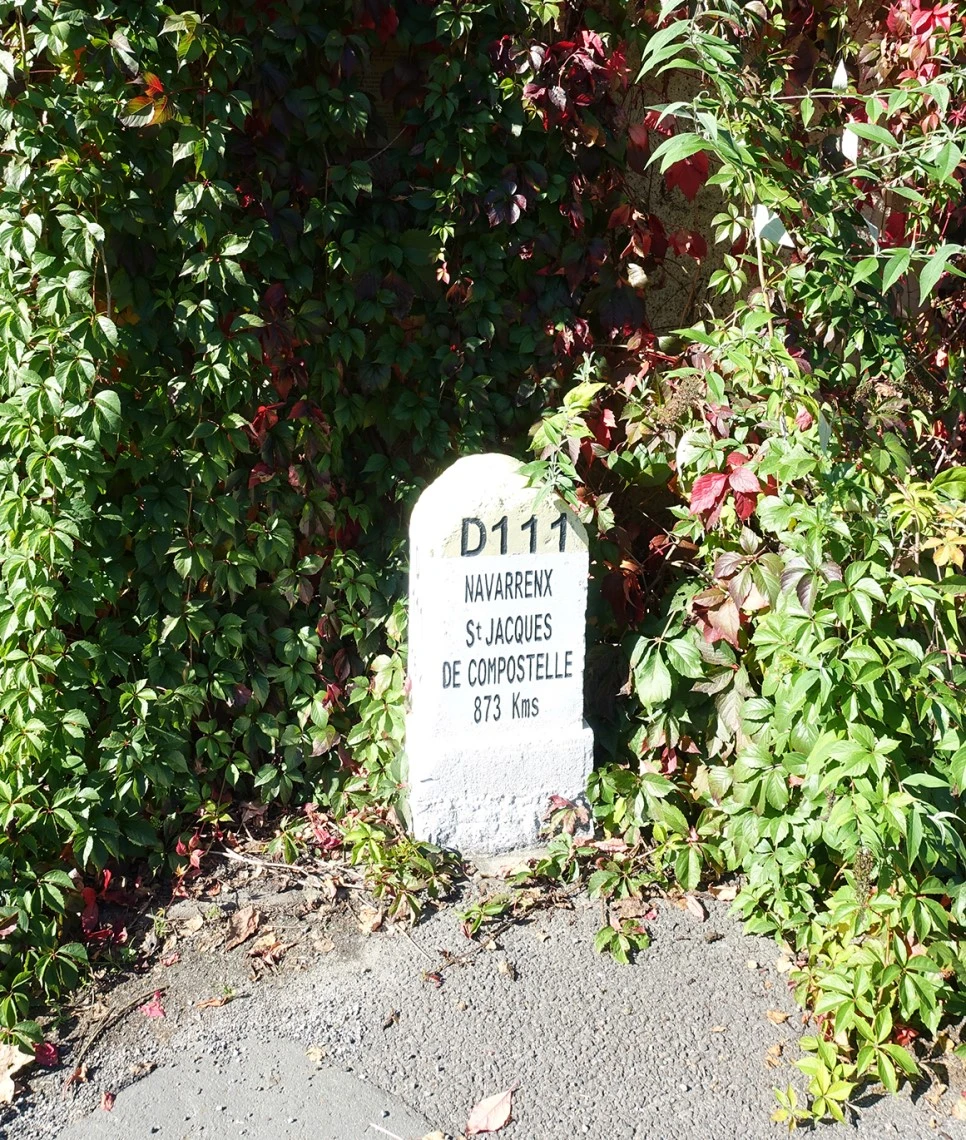 D111
NAVARRENX
St JACQUES
DE COMPOSTELLE
873 Kms